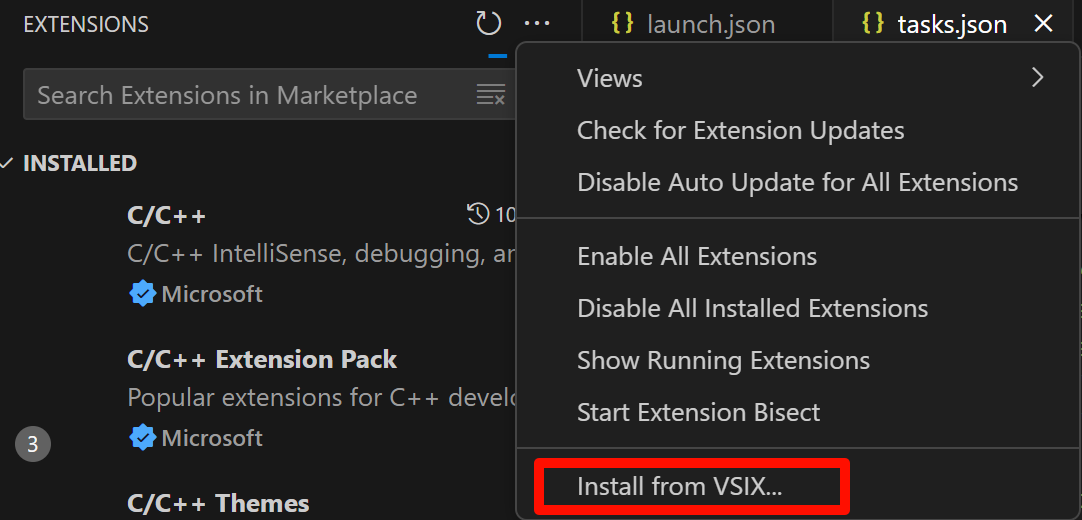 EXTENSIONS
{} launch.json
{} tasks.json
Search Extensions in Marketplace
INSTALLED
C/C++
10
C/C++ IntelliSense, debugging, an
Microsoft
C/C++ Extension Pack
Popular extensions for C++ develo
Microsoft
3
C/C++ Themes
Views
Check for Extension Updates
Disable Auto Update for All Extensions
Enable All Extensions
Disable All Installed Extensions
Show Running Extensions
Start Extension Bisect
Install from VSIX...